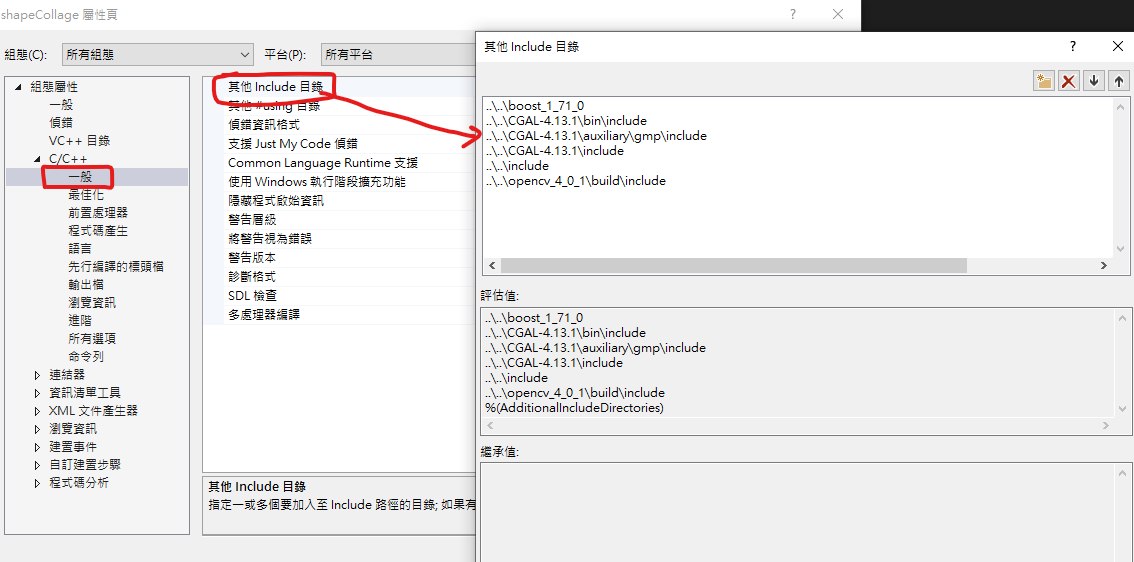 shapeCollage 屬性頁
組態(C):
所有組態
平台(P):
所有平台
組態屬性
一般
偵錯
VC++ 目錄
C/C++
一般
最佳化
前置處理器
程式碼產生
語言
先行編譯的標頭檔
輸出檔
瀏覽資訊
進階
所有選項
命令列
連結器
資訊清單工具
XML 文件產生器
瀏覽資訊
建置事件
自訂建置步驟
程式碼分析
其他 Include 目錄
其他 #using 目錄
偵錯資訊格式
支援 Just My Code 偵錯
Common Language Runtime 支援
使用 Windows 執行階段擴充功能
隱藏程式啟始資訊
警告層級
將警告視為錯誤
警告版本
診斷格式
SDL 檢查
多處理器編譯
其他 Include 目錄
指定一或多個要加入至 Include 路徑的目錄; 如果有
其他 Include 目錄
..\..\boost_1_71_0
..\..\CGAL-4.13.1\bin\include
..\..\CGAL-4.13.1\auxiliary\gmp\include
..\..\CGAL-4.13.1\include
..\..\include
..\..\opencv_4_0_1\build\include
評估值:
..\..\boost_1_71_0
..\..\CGAL-4.13.1\bin\include
..\..\CGAL-4.13.1\auxiliary\gmp\include
..\..\CGAL-4.13.1\include
..\..\include
..\..\opencv_4_0_1\build\include
%(AdditionalIncludeDirectories)
繼承值: